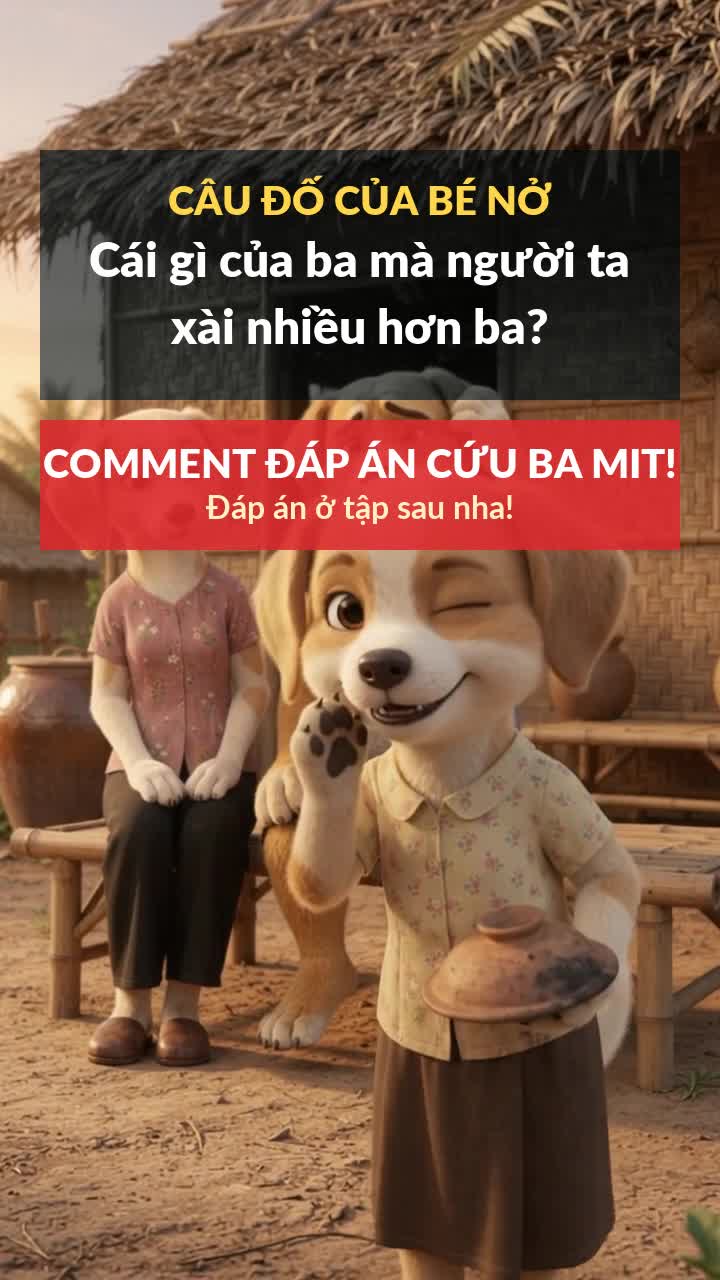 CÂU ĐỐ CỦA BÉ NỞ
Cái gì của ba mà người ta
xài nhiều hơn ba?
COMMENT ĐÁP ÁN CỨU BA MIT!
Đáp án ở tập sau nha!